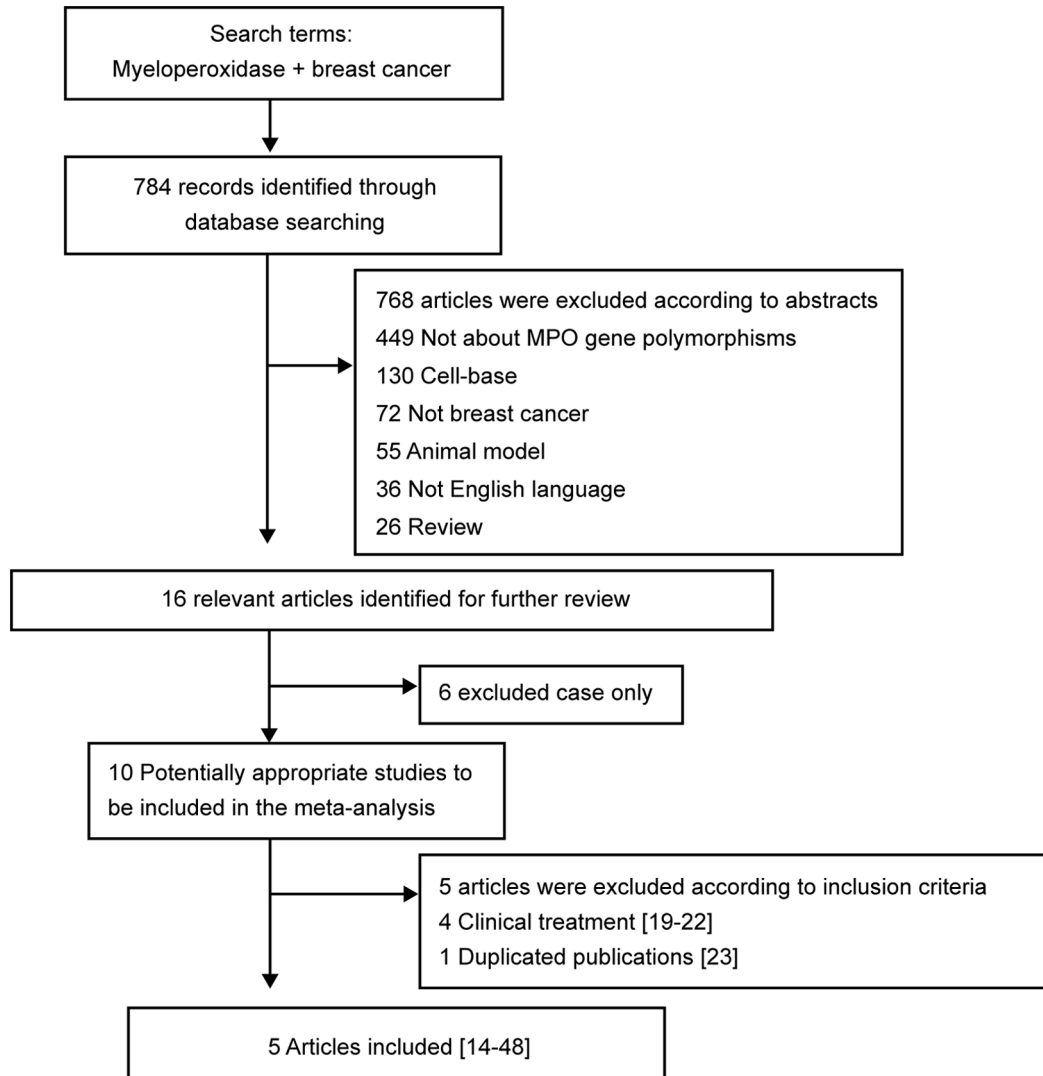 Search terms:
Myeloperoxidase + breast cancer
784 records identified through
database searching
768 articles were excluded according to abstracts
449 Not about MPO gene polymorphisms
130 Cell-base
72 Not breast cancer
55 Animal model
36 Not English language
26 Review
16 relevant articles identified for further review
6 excluded case only
10 Potentially appropriate studies to
be included in the meta-analysis
5 articles were excluded according to inclusion criteria
4 Clinical treatment [19-22]
1 Duplicated publications [23]
5 Articles included [14-48]